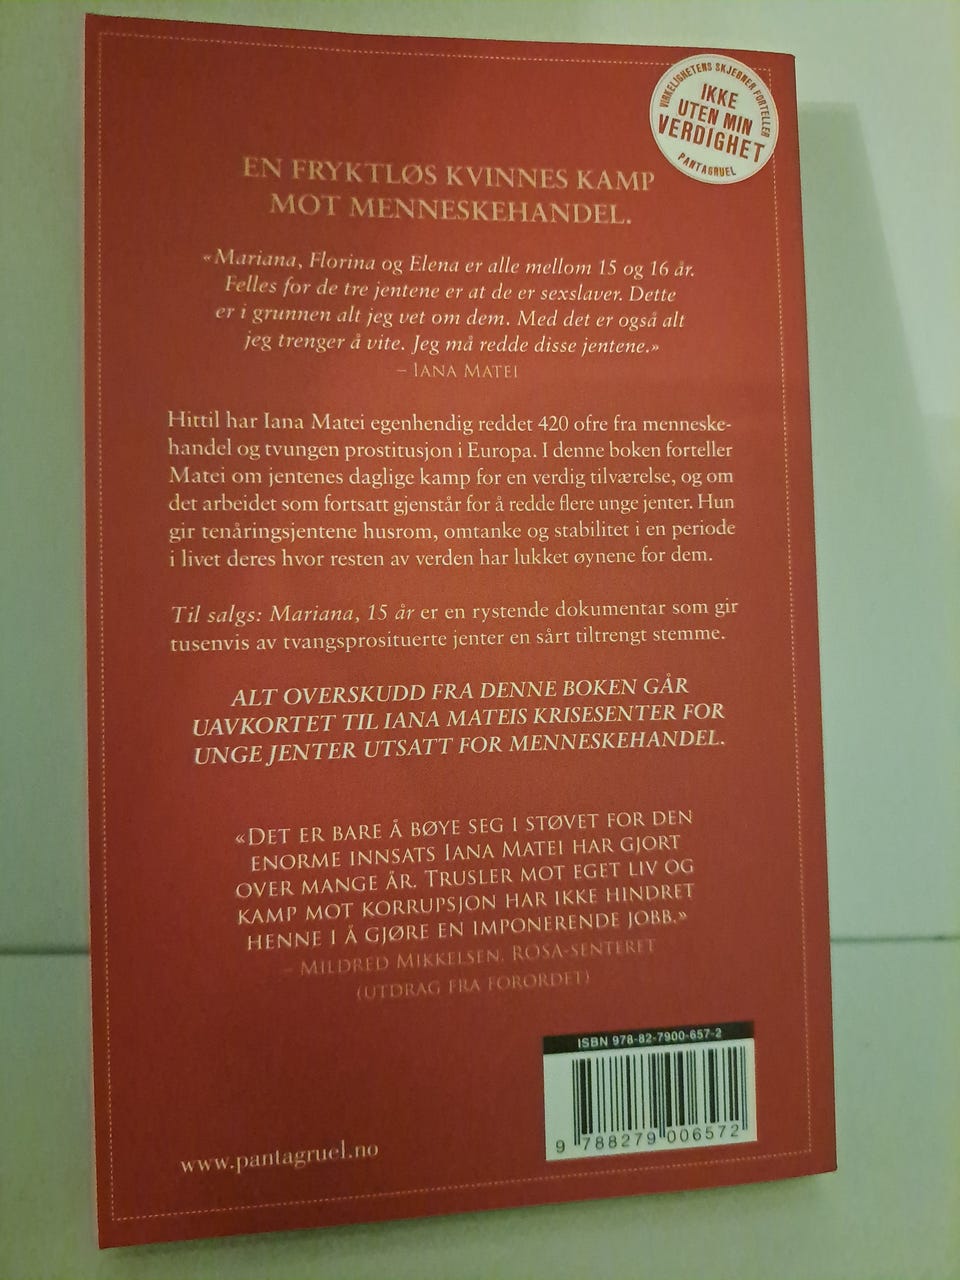 VIRKELIGHETENS SKJEBNER FORTELLER
IKKE
UTEN MIN
VERDIGHET
PANTAGRUEL
EN FRYKTLØS KVINNES KAMP
MOT MENNESKEHANDEL.
«Mariana, Florina og Elena er alle mellom 15 og 16 år.
Felles for de tre jentene er at de er sexslaver. Dette
er i grunnen alt jeg vet om dem. Med det er også alt
jeg trenger å vite. Jeg må redde disse jentene.»
– IANA MATEI
Hittil har Iana Matei egenhendig reddet 420 ofre fra menneske-
handel og tvungen prostitusjon i Europa. I denne boken forteller
Matei om jentenes daglige kamp for en verdig tilværelse, og om
det arbeidet som fortsatt gjenstår for å redde flere unge jenter. Hun
gir tenåringsjentene husrom, omtanke og stabilitet i en periode
i livet deres hvor resten av verden har lukket øynene for dem.
Til salgs: Mariana, 15 år er en rystende dokumentar som gir
tusenvis av tvangsprosituerte jenter en sårt tiltrengt stemme.
ALT OVERSKUDD FRA DENNE BOKEN GÅR
UAVKORTET TIL IANA MATEIS KRISESENTER FOR
UNGE JENTER UTSATT FOR MENNESKEHANDEL.
«DET ER BARE Å BØYE SEG I STØVET FOR DEN
ENORME INNSATS IANA MATEI HAR GJORT
OVER MANGE ÅR. TRUSLER MOT EGET LIV OG
KAMP MOT KORRUPSJON HAR IKKE HINDRET
HENNE I Å GJØRE EN IMPONERENDE JOBB.»
– MILDRED MIKKELSEN, ROSA-SENTERET
(UTDRAG FRA FORORDET)
ISBN 978-82-7900-657-2
9 788279 006572
www.pantagruel.no